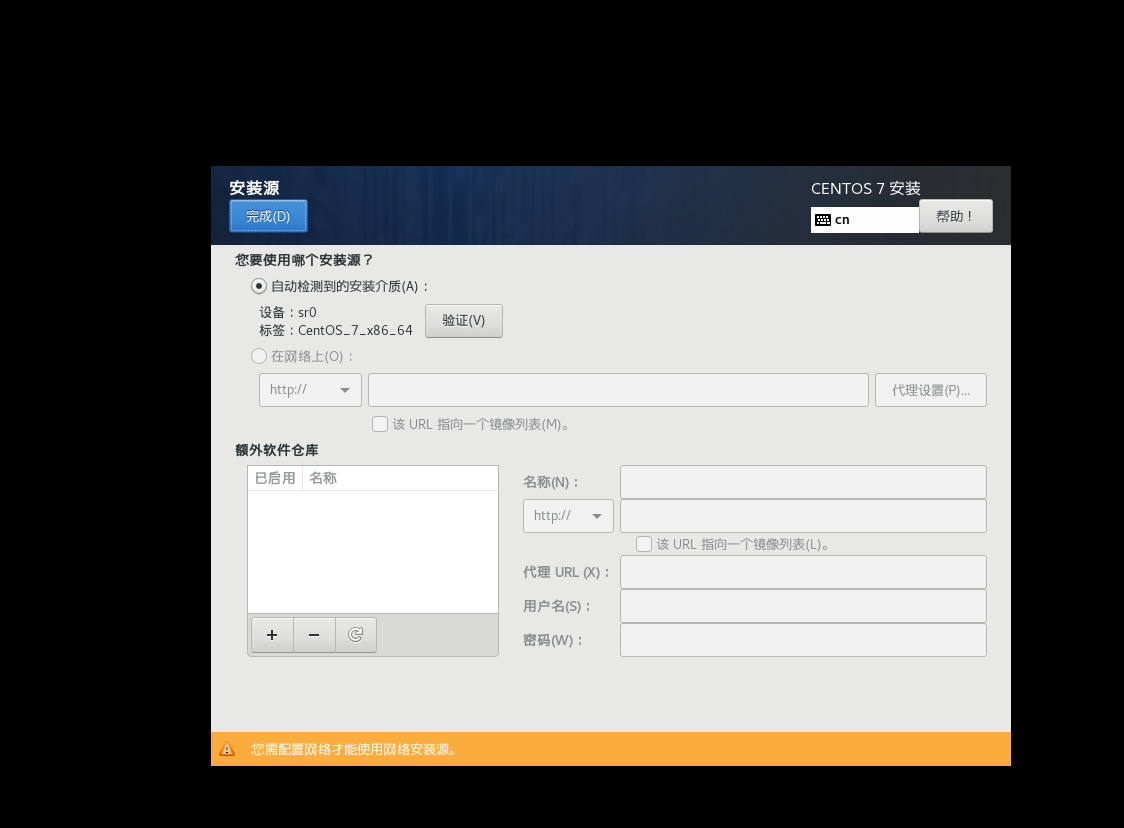 安装源
CENTOS 7 安装
完成(D)
cn
帮助！
您要使用哪个安装源？
自动检测到的安装介质(A)：
设备：sr0
标签：CentOS_7_x86_64
验证(V)
在网络上(O)：
http://
代理设置(P)...
该 URL 指向一个镜像列表(M)。
额外软件仓库
已启用 名称
名称(N)：
http://
该 URL 指向一个镜像列表(L)。
代理 URL (X)：
用户名(S)：
密码(W)：
您需配置网络才能使用网络安装源。